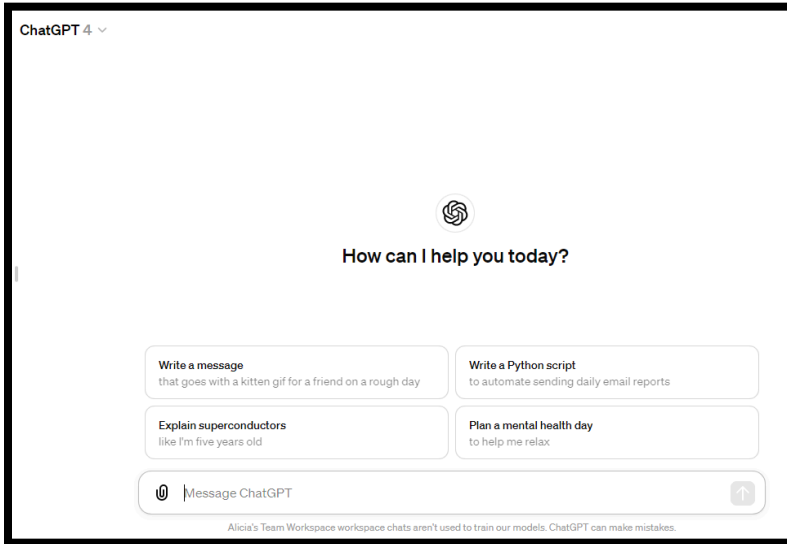 ChatGPT 4
How can I help you today?
Write a message
that goes with a kitten gif for a friend on a rough day
Write a Python script
to automate sending daily email reports
Explain superconductors
like I'm five years old
Plan a mental health day
to help me relax
Message ChatGPT
Alicia's Team Workspace workspace chats aren't used to train our models. ChatGPT can make mistakes.